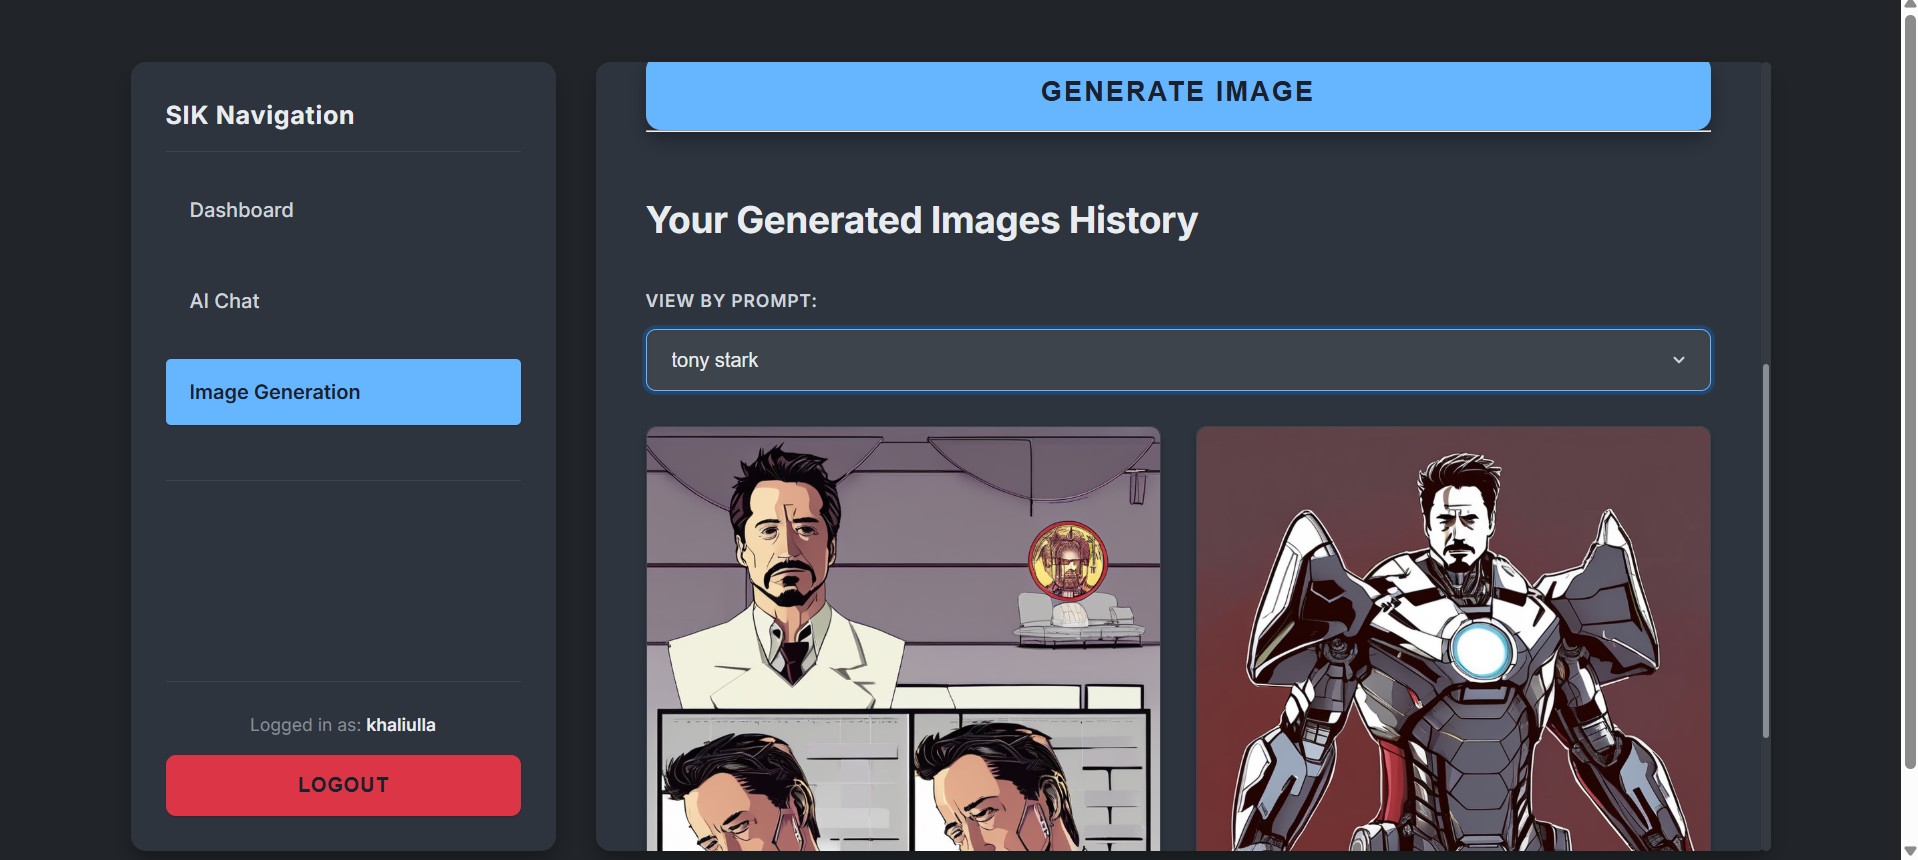 SIK Navigation
Dashboard
AI Chat
Image Generation
Logged in as: khaliulla
LOGOUT
GENERATE IMAGE
Your Generated Images History
VIEW BY PROMPT:
tony stark